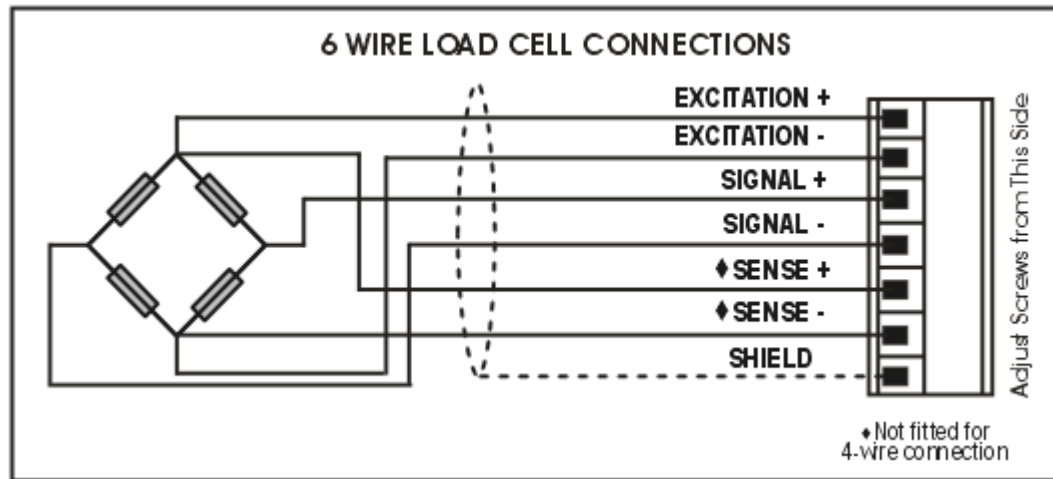 6 WIRE LOAD CELL CONNECTIONS
EXCITATION +
EXCITATION -
SIGNAL +
SIGNAL -
♦SENSE +
♦SENSE -
SHIELD
Adjust Screws from This Side
♦Not fitted for
4-wire connection